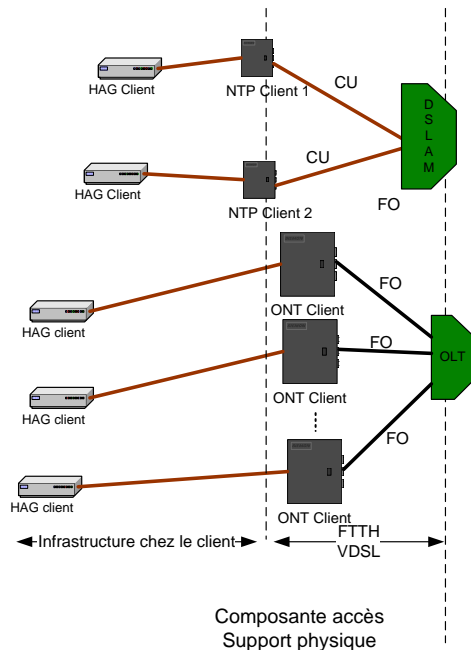 HAG Client
NTP Client 1
CU
DSLAM
HAG Client
CU
NTP Client 2
FO
HAG client
ONT Client
FO
HAG client
ONT Client
FO
OLT
HAG client
ONT Client
FO
Infrastructure chez le client
FTTH
VDSL
Composante accès
Support physique